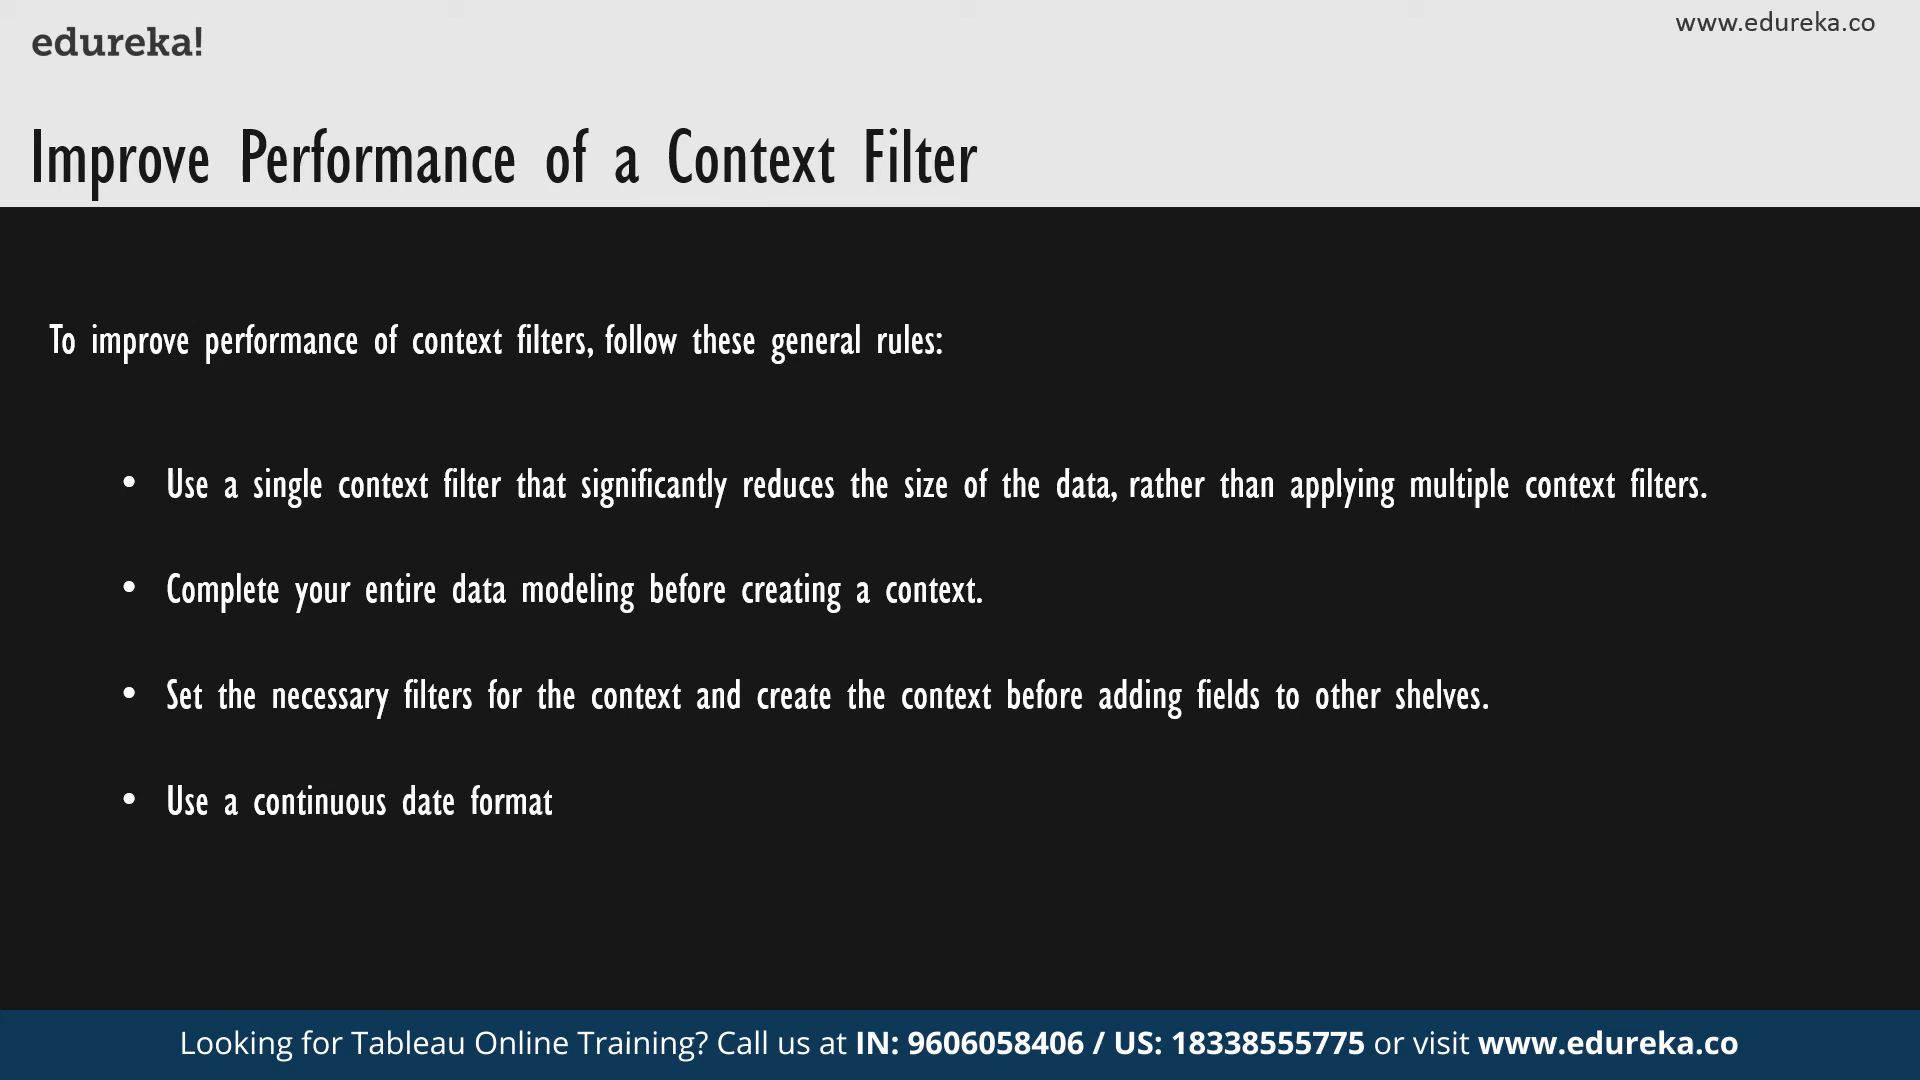 edureka!
www.edureka.co
Improve Performance of a Context Filter
To improve performance of context filters, follow these general rules:
• Use a single context filter that significantly reduces the size of the data, rather than applying multiple context filters.
• Complete your entire data modeling before creating a context.
• Set the necessary filters for the context and create the context before adding fields to other shelves.
• Use a continuous date format
Looking for Tableau Online Training? Call us at IN: 9606058406 / US: 18338555775 or visit www.edureka.co